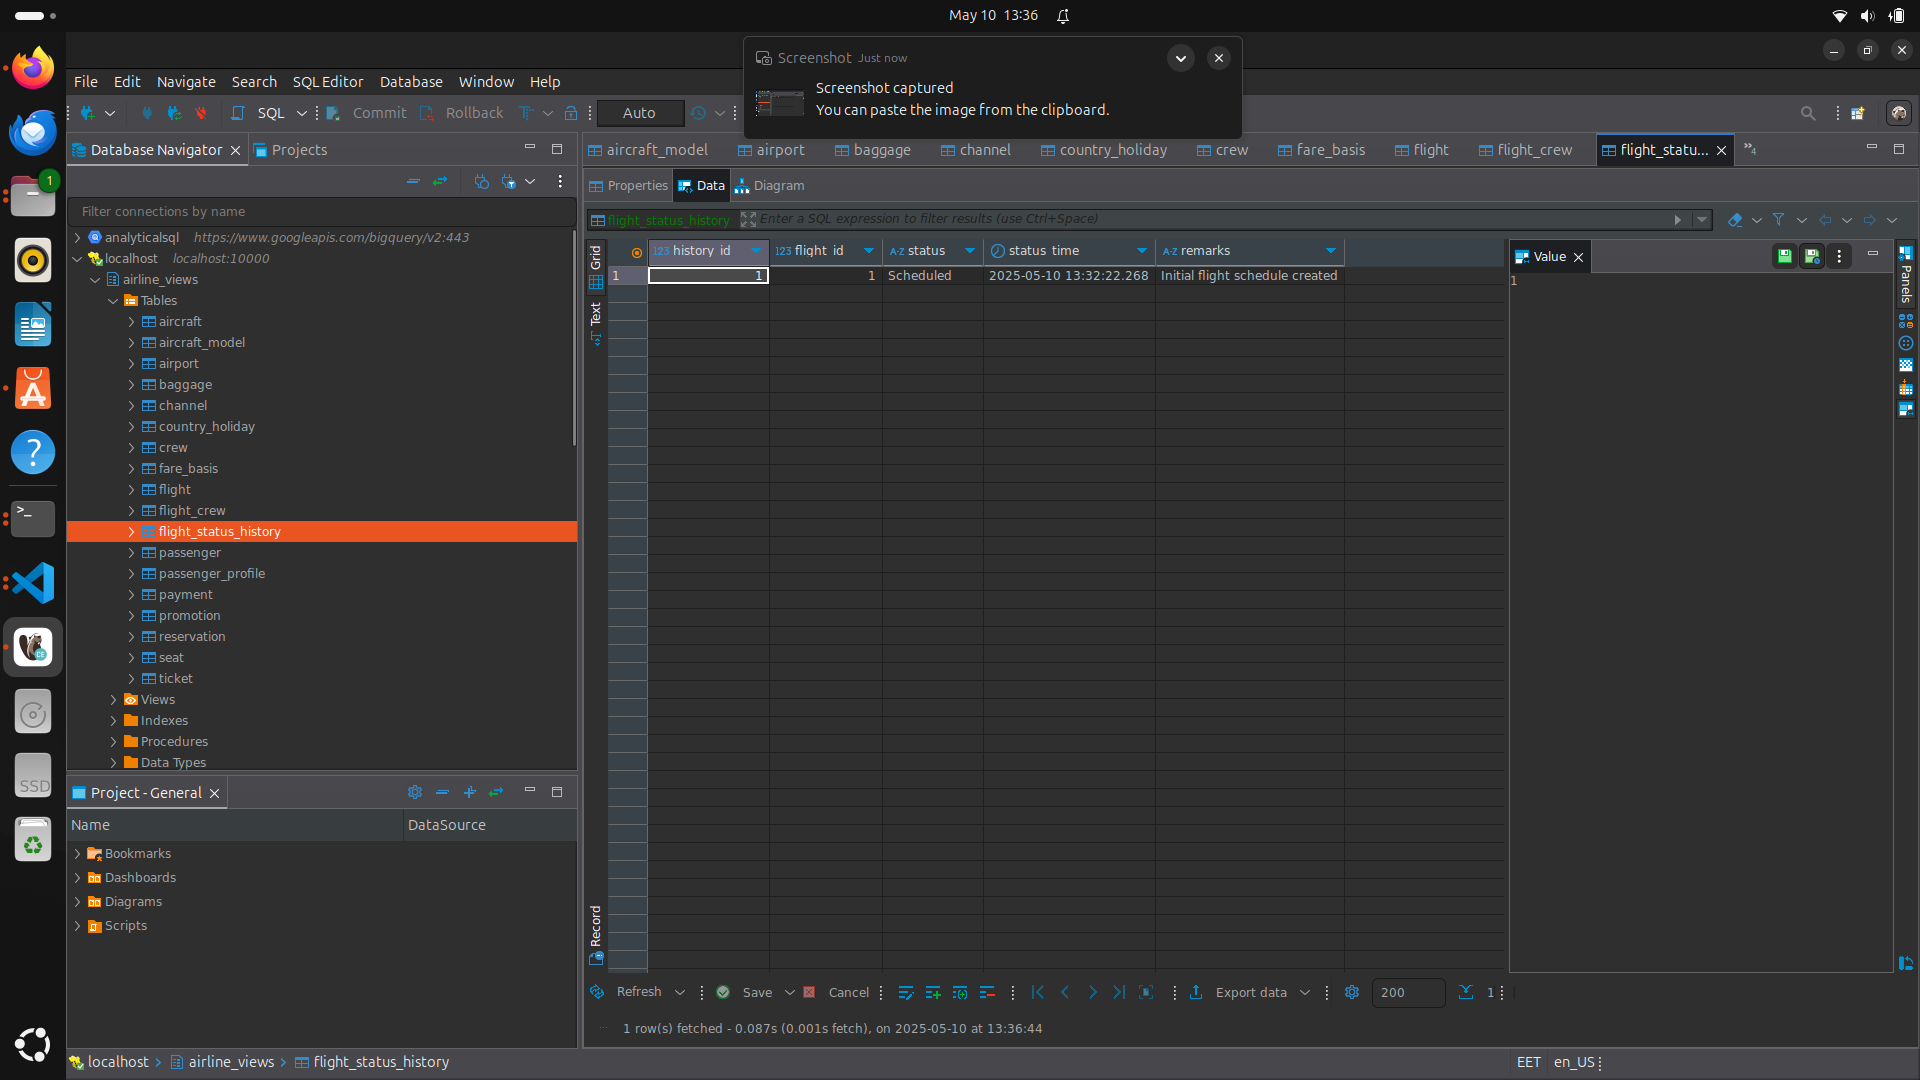 May 10 13:36
Screenshot Just now
Screenshot captured
You can paste the image from the clipboard.
File Edit Navigate Search SQL Editor Database Window Help
SQL Commit Rollback Auto
Database Navigator Projects
aircraft_model airport baggage channel country_holiday crew fare_basis flight flight_crew flight_statu... »4
Properties Data Diagram
Filter connections by name
flight_status_history Enter a SQL expression to filter results (use Ctrl+Space)
analyticalsql https://www.googleapis.com/bigquery/v2:443
localhost localhost:10000
airline_views
Tables
aircraft
aircraft_model
airport
baggage
channel
country_holiday
crew
fare_basis
flight
flight_crew
flight_status_history
passenger
passenger_profile
payment
promotion
reservation
seat
ticket
Views
Indexes
Procedures
Data Types
Grid
Text
Record
123 history_id 123 flight_id A-Z status status_time A-Z remarks
1 1 1 Scheduled 2025-05-10 13:32:22.268 Initial flight schedule created
Value
1
Panels
Project - General
Name DataSource
Bookmarks
Dashboards
Diagrams
Scripts
Refresh Save Cancel Export data 200 1
1 row(s) fetched - 0.087s (0.001s fetch), on 2025-05-10 at 13:36:44
localhost airline_views flight_status_history
EET en_US
1
SSD